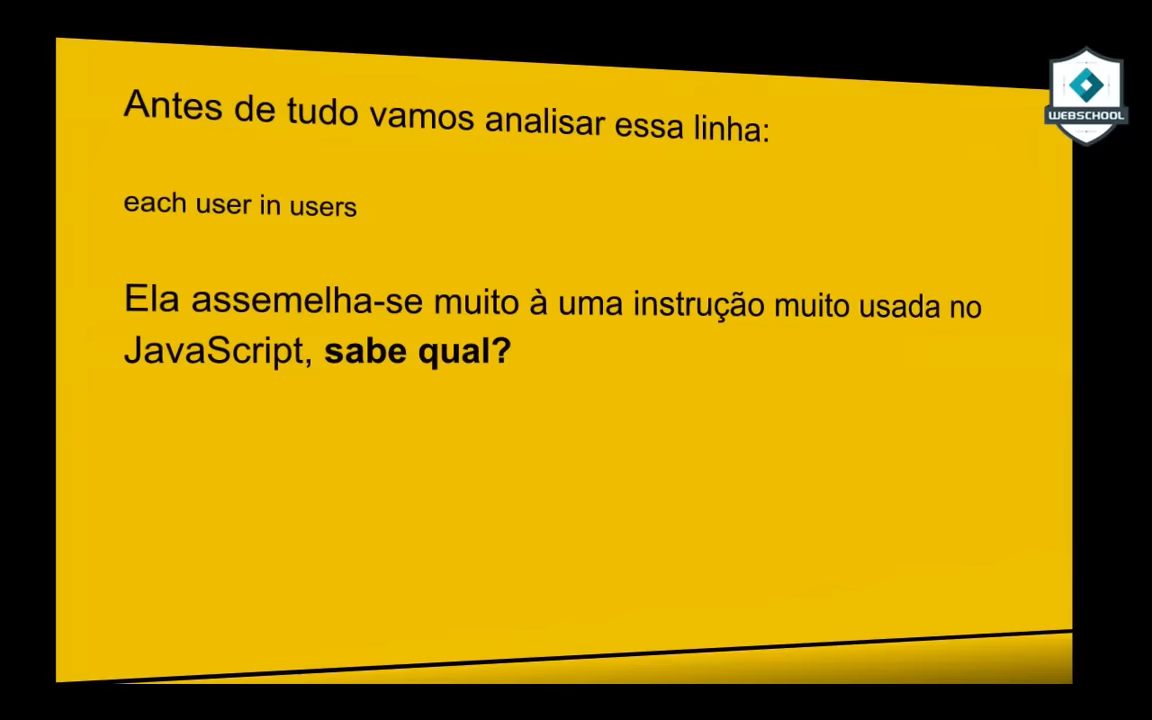 Antes de tudo vamos analisar essa linha:
each user in users
Ela assemelha-se muito à uma instrução muito usada no
JavaScript, sabe qual?
WEBSCHOOL